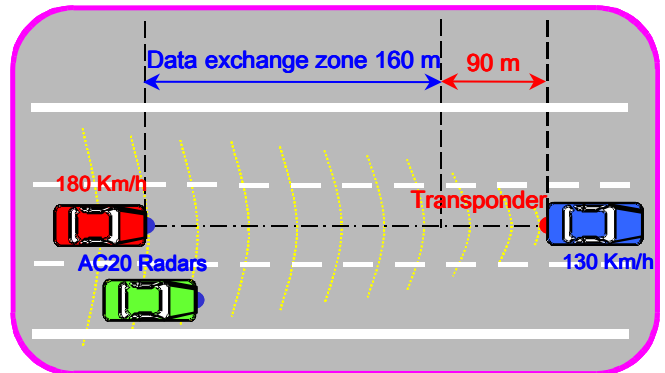 Data exchange zone 160 m
90 m
180 Km/h
Transponder
AC20 Radars
130 Km/h